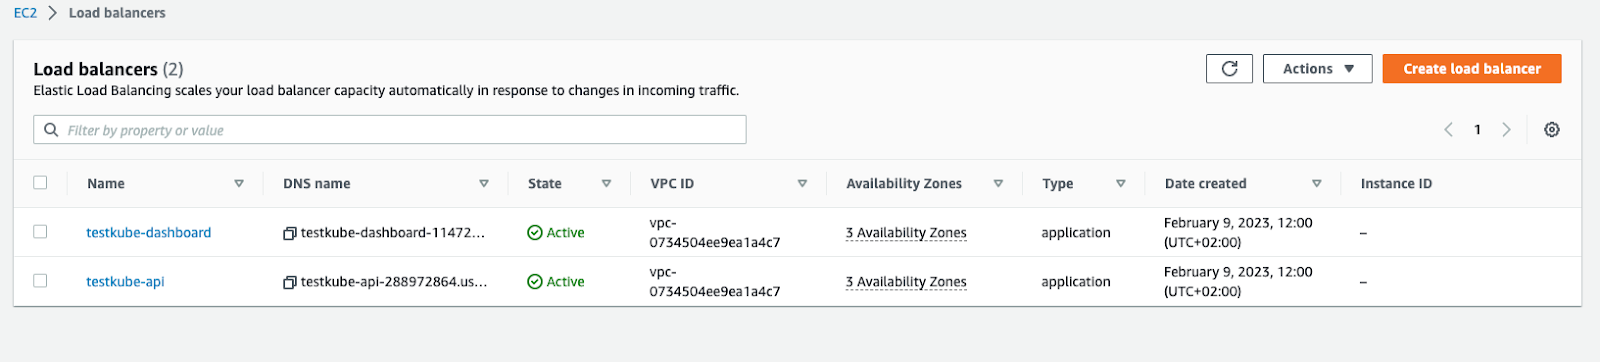 EC2 > Load balancers
Load balancers (2)
Actions
Create load balancer
Elastic Load Balancing scales your load balancer capacity automatically in response to changes in incoming traffic.
Filter by property or value
1
Name DNS name State VPC ID Availability Zones Type Date created Instance ID
testkube-dashboard testkube-dashboard-11472... Active vpc-0734504ee9ea1a4c7 3 Availability Zones application February 9, 2023, 12:00 (UTC+02:00) –
testkube-api testkube-api-288972864.us... Active vpc-0734504ee9ea1a4c7 3 Availability Zones application February 9, 2023, 12:00 (UTC+02:00) –